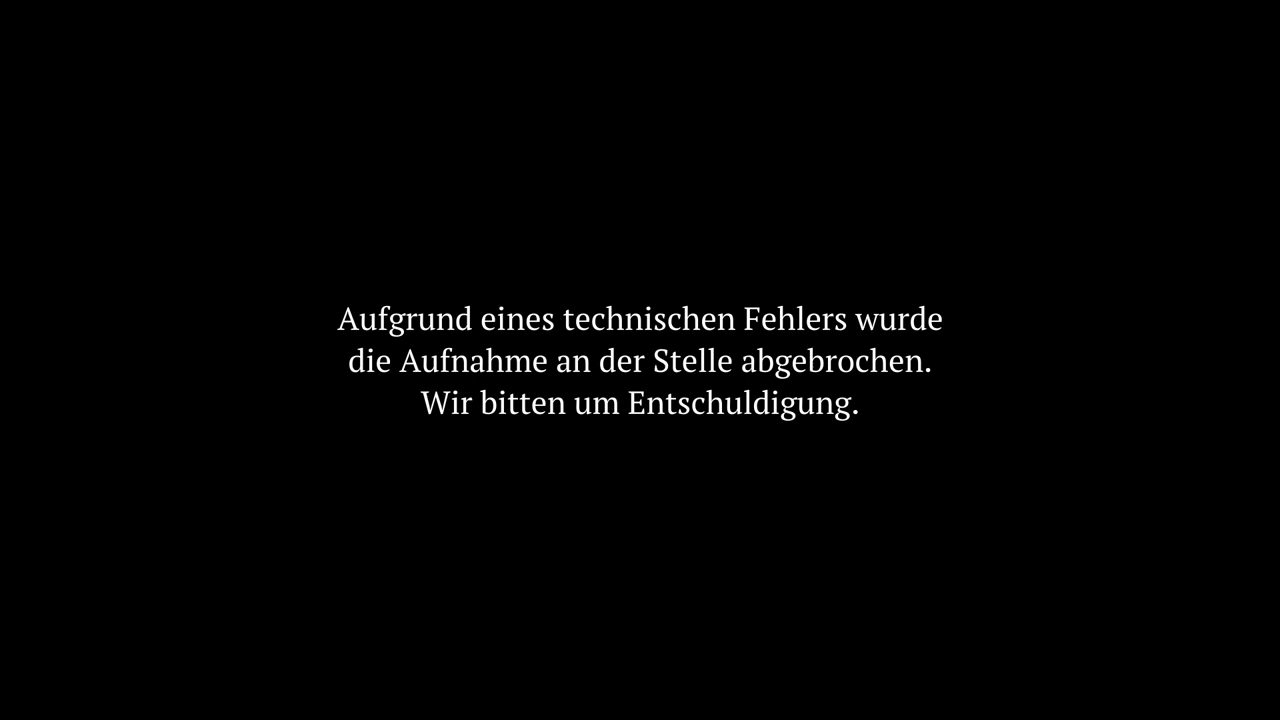 Aufgrund eines technischen Fehlers wurde
die Aufnahme an der Stelle abgebrochen.
Wir bitten um Entschuldigung.